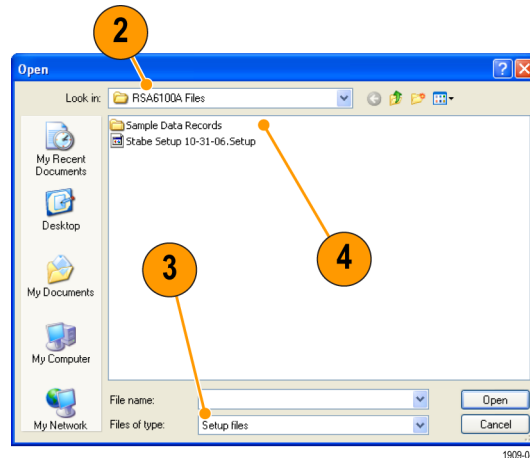 2
Open
Look in: RSA6100A Files
Sample Data Records
Stabe Setup 10-31-06.Setup
My Recent
Documents
Desktop
3
4
My Documents
My Computer
My Network
File name:
Open
Files of type: Setup files
Cancel